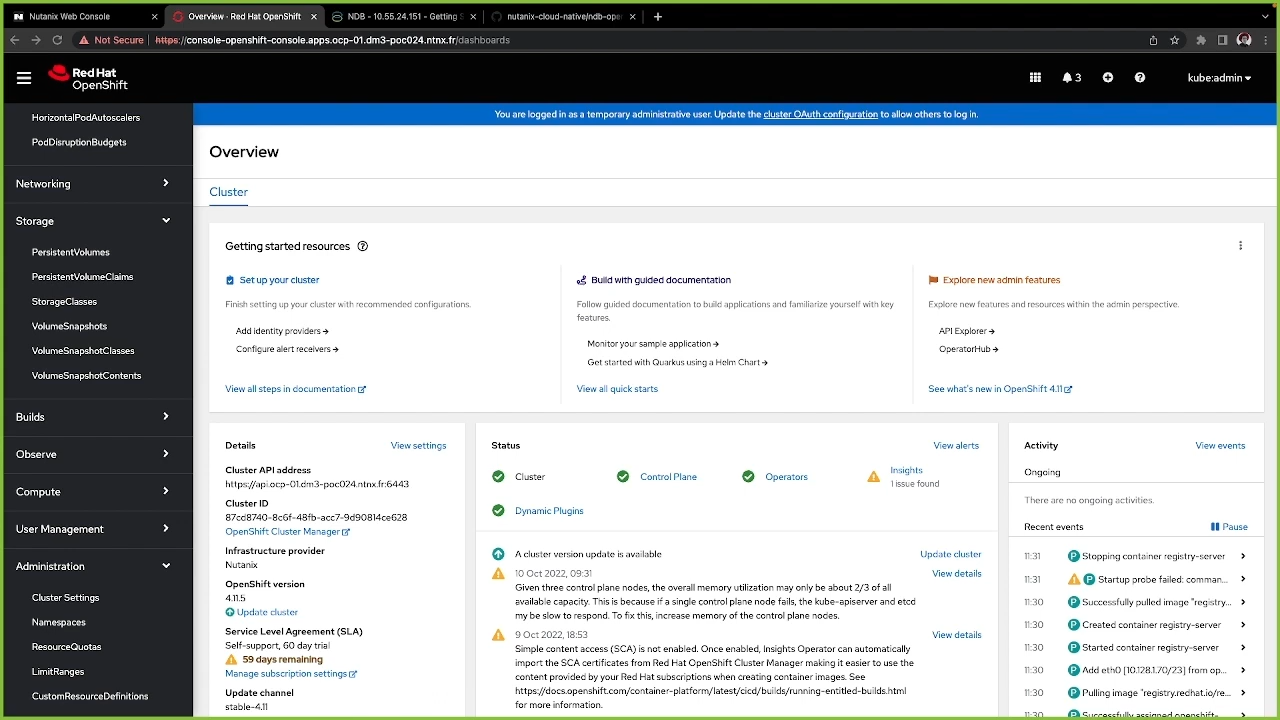 Nutanix Web Console
Overview · Red Hat OpenShift
NDB - 10.55.24.151 - Getting S
nutanix-cloud-native/ndb-ope
Not Secure
https://console-openshift-console.apps.ocp-01.dm3-poc024.ntnx.fr/dashboards
Red Hat
OpenShift
3
kube:admin
You are logged in as a temporary administrative user. Update the cluster OAuth configuration to allow others to log in.
HorizontalPodAutoscalers
PodDisruptionBudgets
Networking
Storage
PersistentVolumes
PersistentVolumeClaims
StorageClasses
VolumeSnapshots
VolumeSnapshotClasses
VolumeSnapshotContents
Builds
Observe
Compute
User Management
Administration
Cluster Settings
Namespaces
ResourceQuotas
LimitRanges
CustomResourceDefinitions
Overview
Cluster
Getting started resources
Set up your cluster
Finish setting up your cluster with recommended configurations.
Add identity providers
Configure alert receivers
View all steps in documentation
Build with guided documentation
Follow guided documentation to build applications and familiarize yourself with key
features.
Monitor your sample application
Get started with Quarkus using a Helm Chart
View all quick starts
Explore new admin features
Explore new features and resources within the admin perspective.
API Explorer
OperatorHub
See what's new in OpenShift 4.11
Details
View settings
Cluster API address
https://api.ocp-01.dm3-poc024.ntnx.fr:6443
Cluster ID
87cd8740-8c6f-48fb-acc7-9d90814ce628
OpenShift Cluster Manager
Infrastructure provider
Nutanix
OpenShift version
4.11.5
Update cluster
Service Level Agreement (SLA)
Self-support, 60 day trial
59 days remaining
Manage subscription settings
Update channel
stable-4.11
Status
View alerts
Cluster
Control Plane
Operators
Insights
1 issue found
Dynamic Plugins
A cluster version update is available
Update cluster
10 Oct 2022, 09:31
View details
Given three control plane nodes, the overall memory utilization may only be about 2/3 of all
available capacity. This is because if a single control plane node fails, the kube-apiserver and etcd
my be slow to respond. To fix this, increase memory of the control plane nodes.
9 Oct 2022, 18:53
View details
Simple content access (SCA) is not enabled. Once enabled, Insights Operator can automatically
import the SCA certificates from Red Hat OpenShift Cluster Manager making it easier to use the
content provided by your Red Hat subscriptions when creating container images. See
https://docs.openshift.com/container-platform/latest/cicd/builds/running-entitled-builds.html
for more information.
Activity
View events
Ongoing
There are no ongoing activities.
Recent events
Pause
11:31 P Stopping container registry-server
11:31 P Startup probe failed: comman...
11:30 P Successfully pulled image "registry...
11:30 P Created container registry-server
11:30 P Started container registry-server
11:30 P Add eth0 [10.128.1.70/23] from op...
11:30 P Pulling image "registry.redhat.io/re...
11:30 P Successfully assigned openshift-...